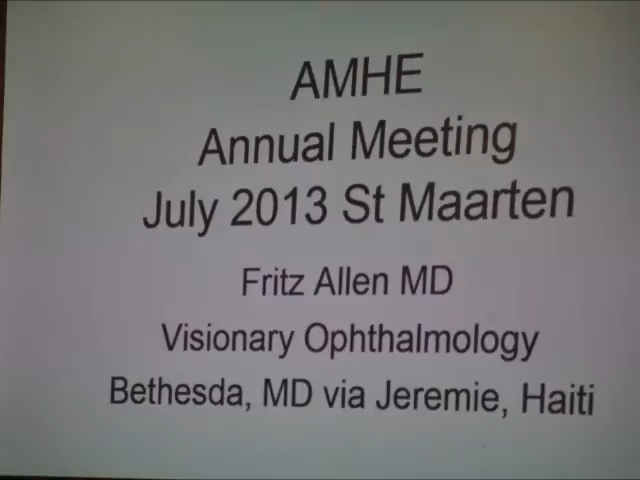 AMHE
Annual Meeting
July 2013 St Maarten
Fritz Allen MD
Visionary Ophthalmology
Bethesda, MD via Jeremie, Haiti